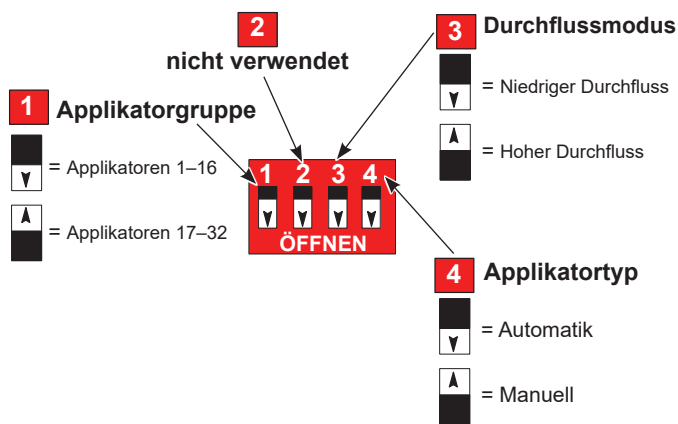 2
nicht verwendet
3 Durchflussmodus
= Niedriger Durchfluss
= Hoher Durchfluss
1 Applikatorgruppe
= Applikatoren 1–16
= Applikatoren 17–32
1 2 3 4
ÖFFNEN
4 Applikatortyp
= Automatik
= Manuell